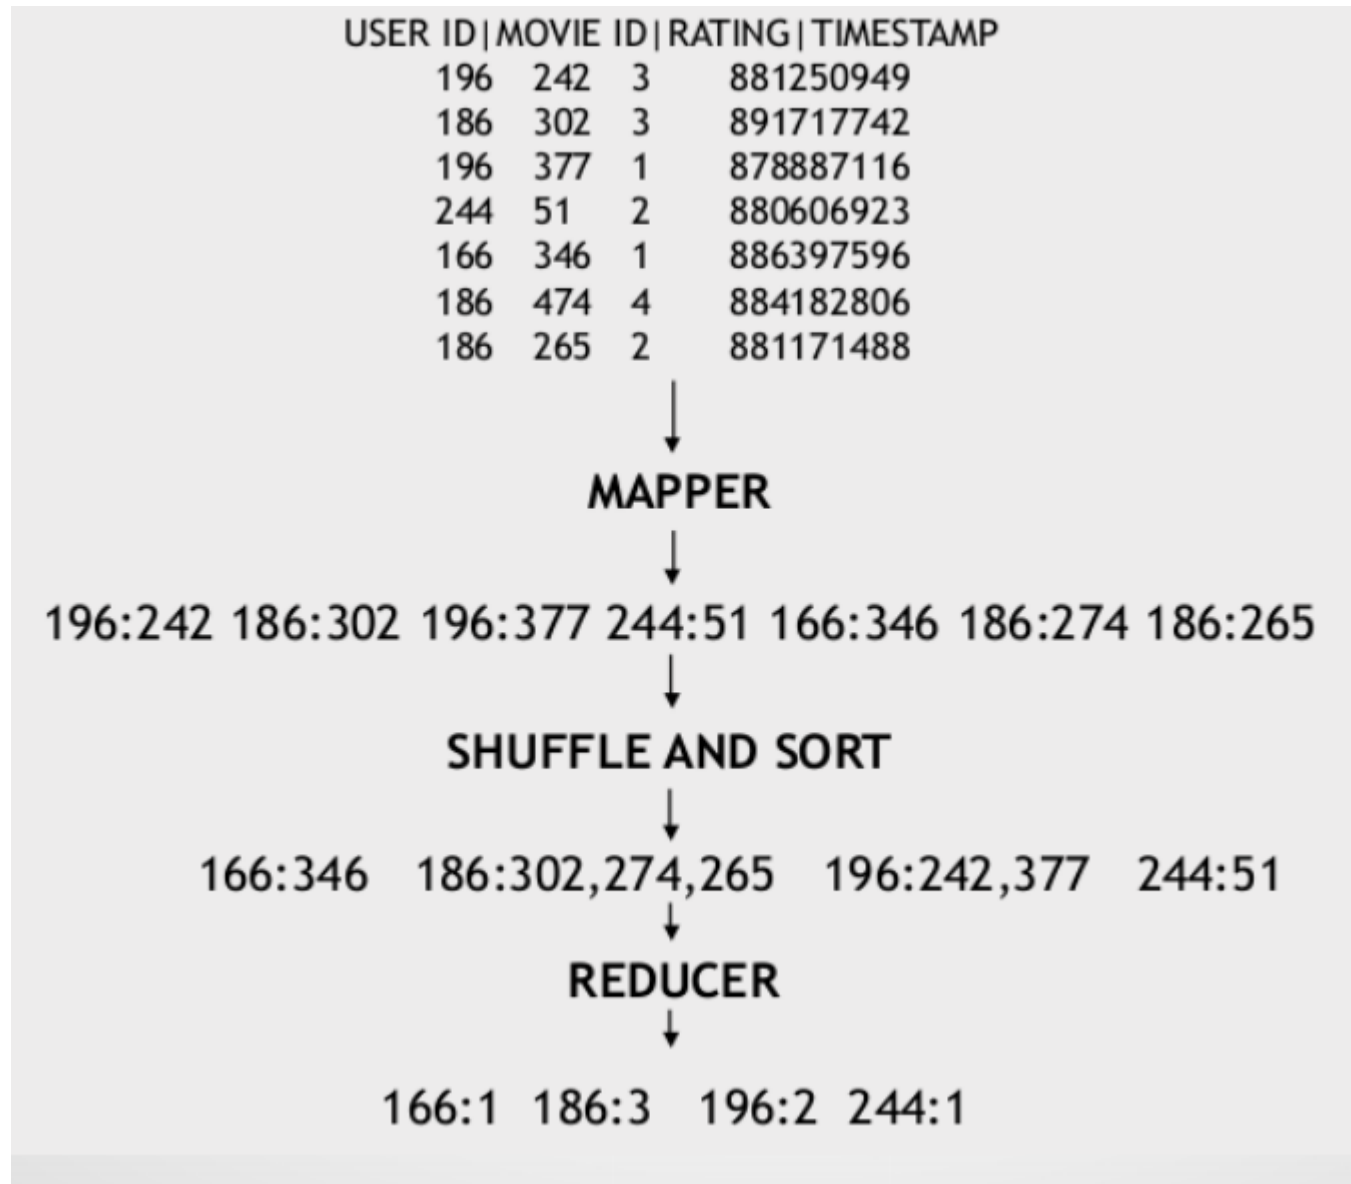 USER ID|MOVIE ID|RATING|TIMESTAMP
196 242 3 881250949
186 302 3 891717742
196 377 1 878887116
244 51 2 880606923
166 346 1 886397596
186 474 4 884182806
186 265 2 881171488
MAPPER
196:242 186:302 196:377 244:51 166:346 186:274 186:265
SHUFFLE AND SORT
166:346 186:302,274,265 196:242,377 244:51
REDUCER
166:1 186:3 196:2 244:1